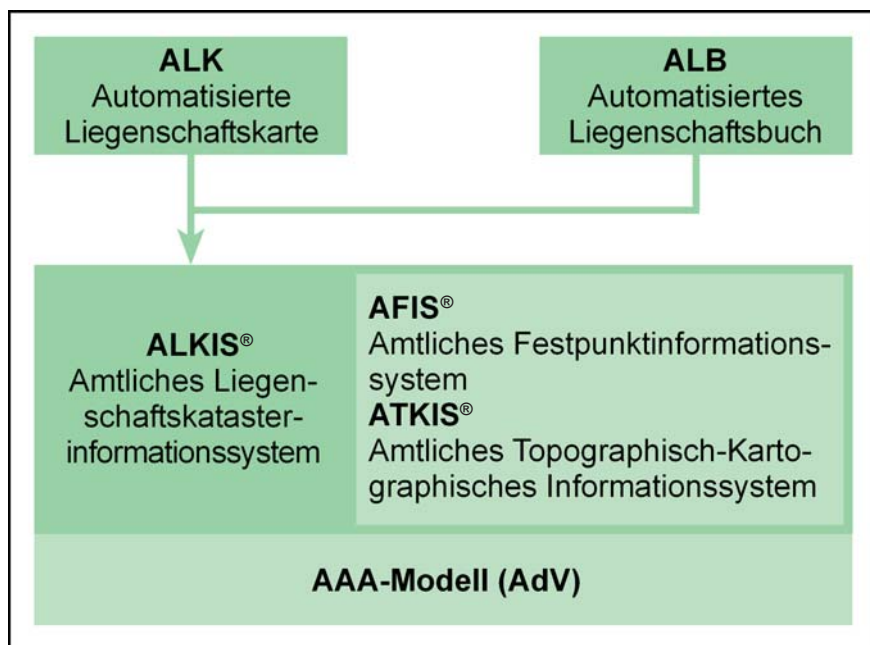 ALK
Automatisierte
Liegenschaftskarte
ALB
Automatisiertes
Liegenschaftsbuch
ALKIS®
Amtliches Liegen-
schaftskataster-
informationssystem
AFIS®
Amtliches Festpunktinformations-
system
ATKIS®
Amtliches Topographisch-Karto-
graphisches Informationssystem
AAA-Modell (AdV)